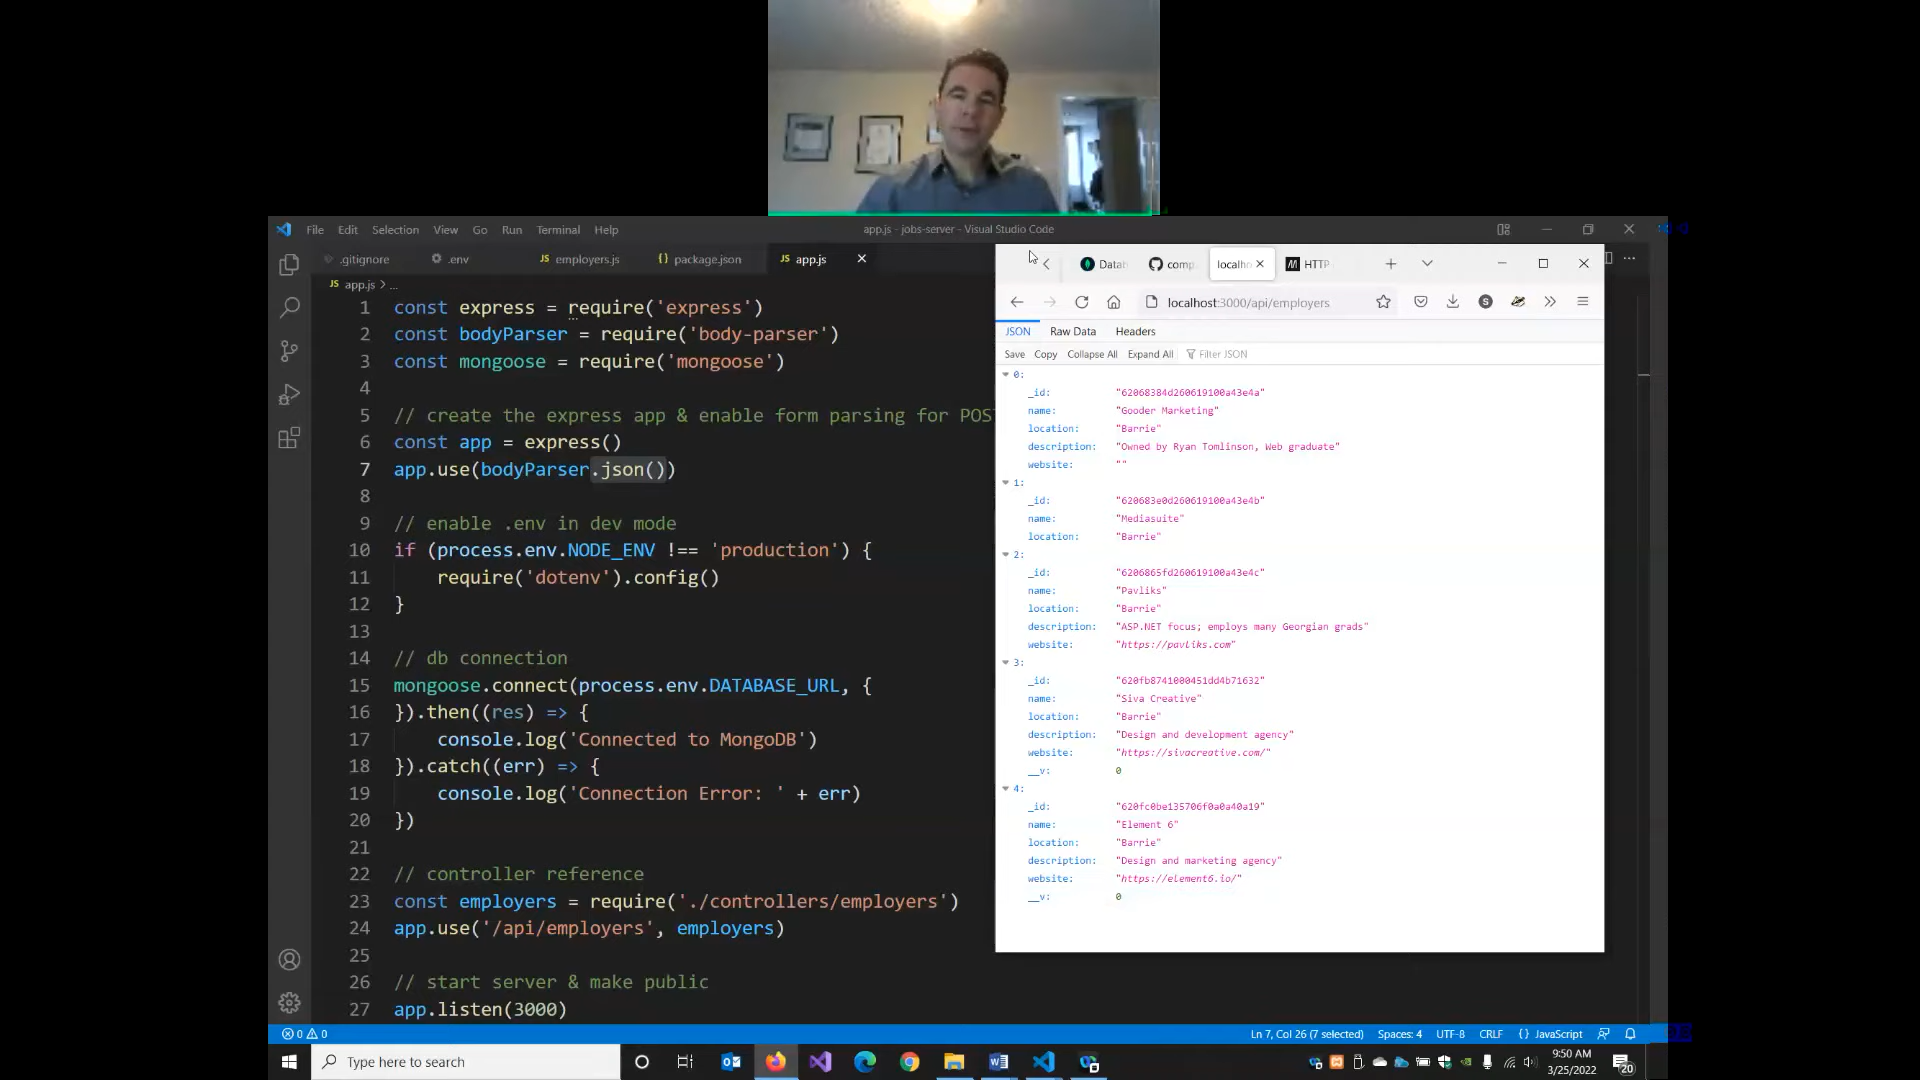 File Edit Selection View Go Run Terminal Help
app.js - jobs-server - Visual Studio Code
.gitignore
.env
JS employers.js
{} package.json
JS app.js
JS app.js > ...
1 const express = require('express')
2 const bodyParser = require('body-parser')
3 const mongoose = require('mongoose')
4
5 // create the express app & enable form parsing for POS
6 const app = express()
7 app.use(bodyParser.json())
8
9 // enable .env in dev mode
10 if (process.env.NODE_ENV !== 'production') {
11 require('dotenv').config()
12 }
13
14 // db connection
15 mongoose.connect(process.env.DATABASE_URL, {
16 }).then((res) => {
17 console.log('Connected to MongoDB')
18 }).catch((err) => {
19 console.log('Connection Error: ' + err)
20 })
21
22 // controller reference
23 const employers = require('./controllers/employers')
24 app.use('/api/employers', employers)
25
26 // start server & make public
27 app.listen(3000)
Datab
comp
localho
HTTP
localhost:3000/api/employers
JSON Raw Data Headers
Save Copy Collapse All Expand All Filter JSON
0:
_id: "62068384d260619100a43e4a"
name: "Gooder Marketing"
location: "Barrie"
description: "Owned by Ryan Tomlinson, Web graduate"
website: ""
1:
_id: "620683e0d260619100a43e4b"
name: "Mediasuite"
location: "Barrie"
2:
_id: "6206865fd260619100a43e4c"
name: "Pavliks"
location: "Barrie"
description: "ASP.NET focus; employs many Georgian grads"
website: "https://pavliks.com"
3:
_id: "620fb8741000451dd4b71632"
name: "Siva Creative"
location: "Barrie"
description: "Design and development agency"
website: "https://sivacreative.com/"
__v: 0
4:
_id: "620fc0be135706f0a0a40a19"
name: "Element 6"
location: "Barrie"
description: "Design and marketing agency"
website: "https://element6.io/"
__v: 0
0 0
Ln 7, Col 26 (7 selected) Spaces: 4 UTF-8 CRLF {} JavaScript
Type here to search
9:50 AM
3/25/2022
20